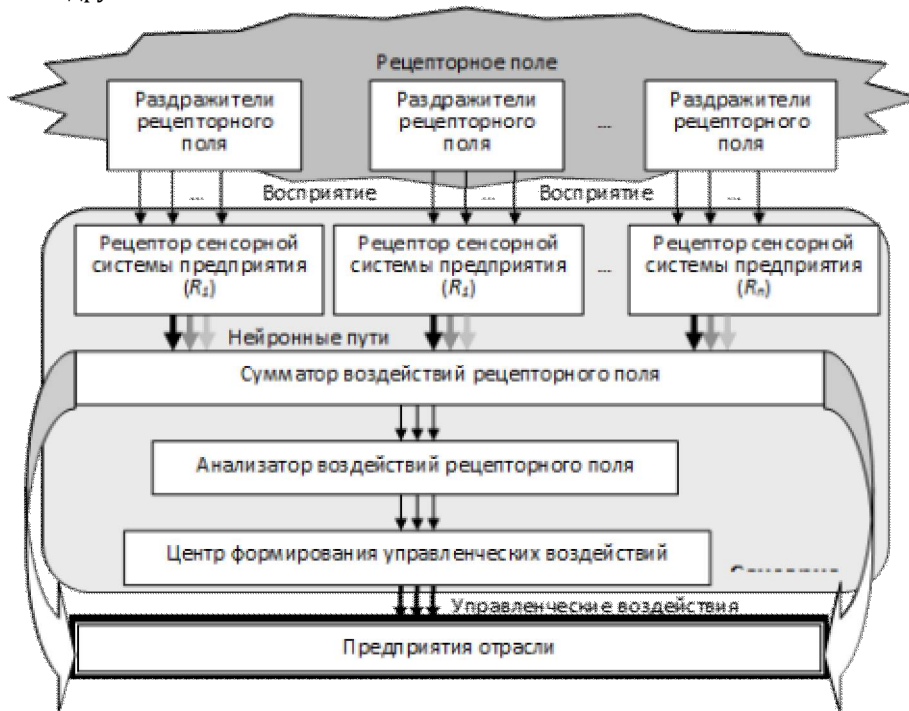 Рецепторное поле
Раздражители
рецепторного
поля
Раздражители
рецепторного
поля
...
Раздражители
рецепторного
поля
... Восприятие ... Восприятие ...
Рецептор сенсорной
системы предприятия
(R1)
Рецептор сенсорной
системы предприятия
(R1)
...
Рецептор сенсорной
системы предприятия
(Rn)
Нейронные пути
Сумматор воздействий рецепторного поля
Анализатор воздействий рецепторного поля
Центр формирования управленческих воздействий
Управленческие воздействия
Предприятия отрасли